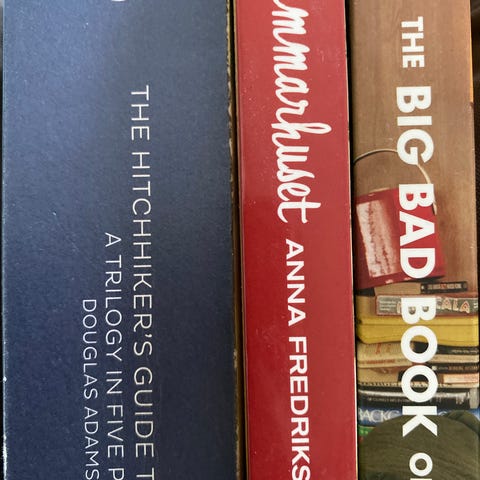 THE HITCHHIKER'S GUIDE T
A TRILOGY IN FIVE P
DOUGLAS ADAMS
mmarhuset
ANNA FREDRIKS
THE BIG BAD BOOK O